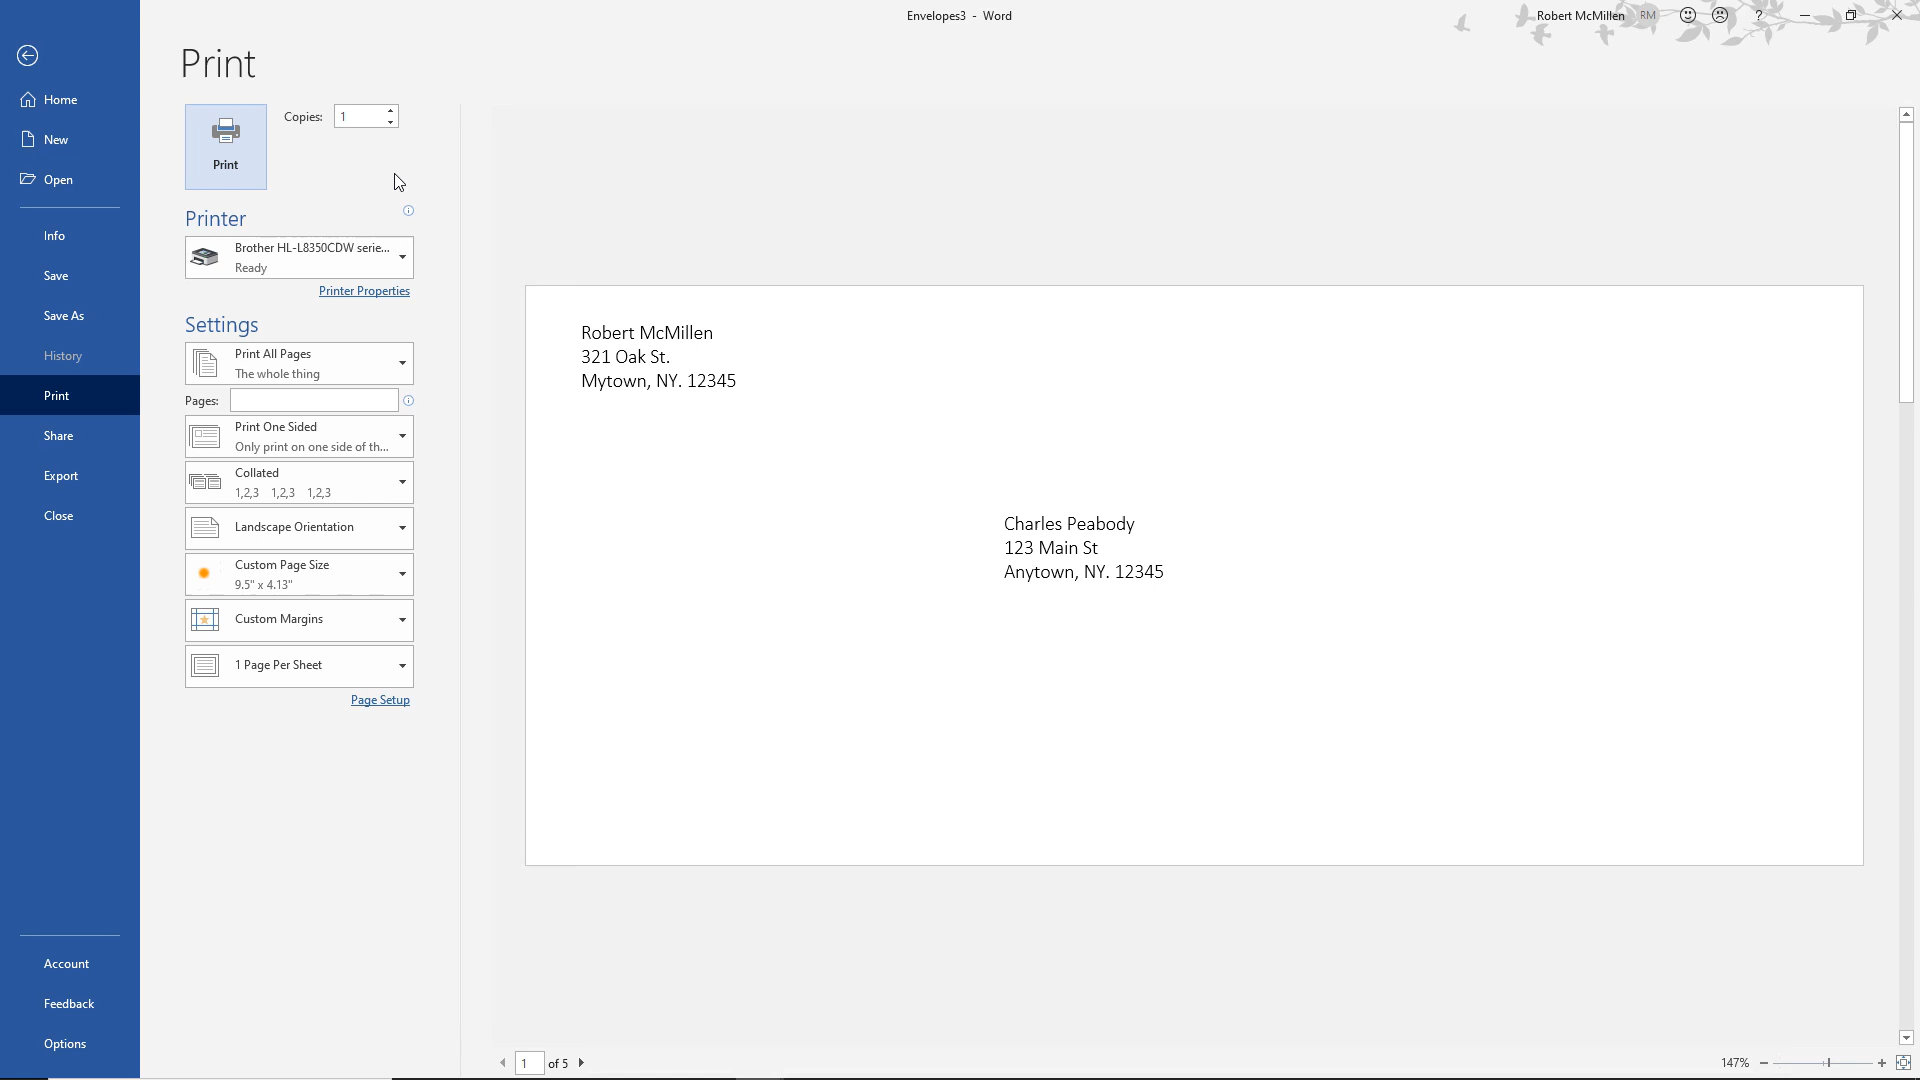 Envelopes3 - Word
Robert McMillen RM ?
Print
Home
New
Open
Info
Save
Save As
History
Print
Share
Export
Close
Account
Feedback
Options
Print
Copies: 1
Printer
Brother HL-L8350CDW serie...
Ready
Printer Properties
Settings
Print All Pages
The whole thing
Pages:
Print One Sided
Only print on one side of th...
Collated
1,2,3 1,2,3 1,2,3
Landscape Orientation
Custom Page Size
9.5" x 4.13"
Custom Margins
1 Page Per Sheet
Page Setup
Robert McMillen
321 Oak St.
Mytown, NY. 12345
Charles Peabody
123 Main St
Anytown, NY. 12345
1 of 5
147%